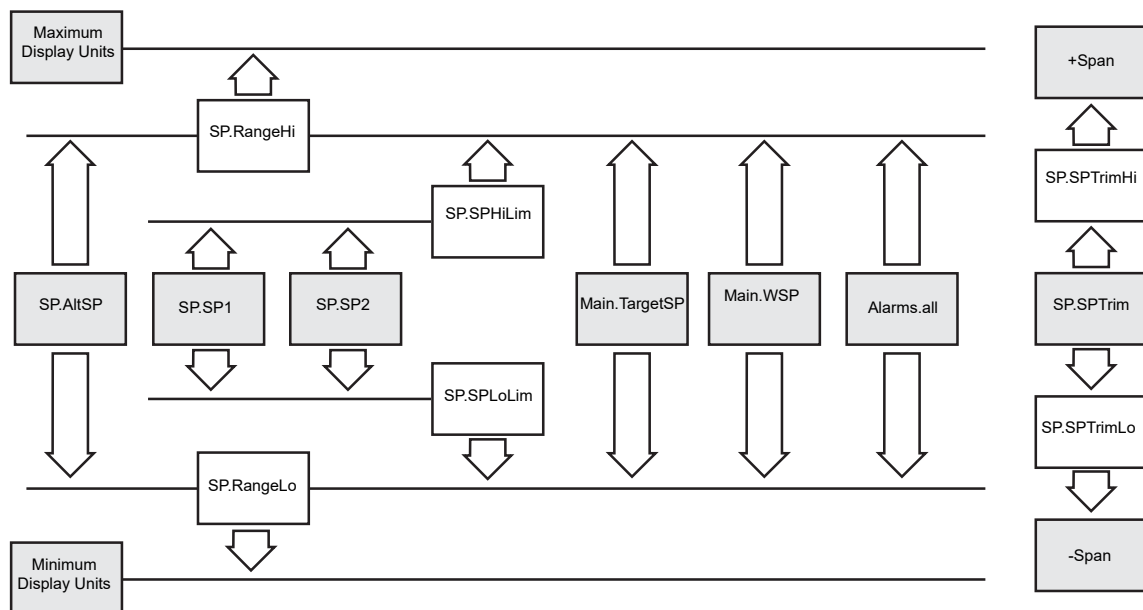 Maximum
Display Units
+Span
SP.RangeHi
SP.SPTrimHi
SP.SPHiLim
SP.AltSP
SP.SP1
SP.SP2
Main.TargetSP
Main.WSP
Alarms.all
SP.SPTrim
SP.SPLoLim
SP.SPTrimLo
SP.RangeLo
Minimum
Display Units
-Span